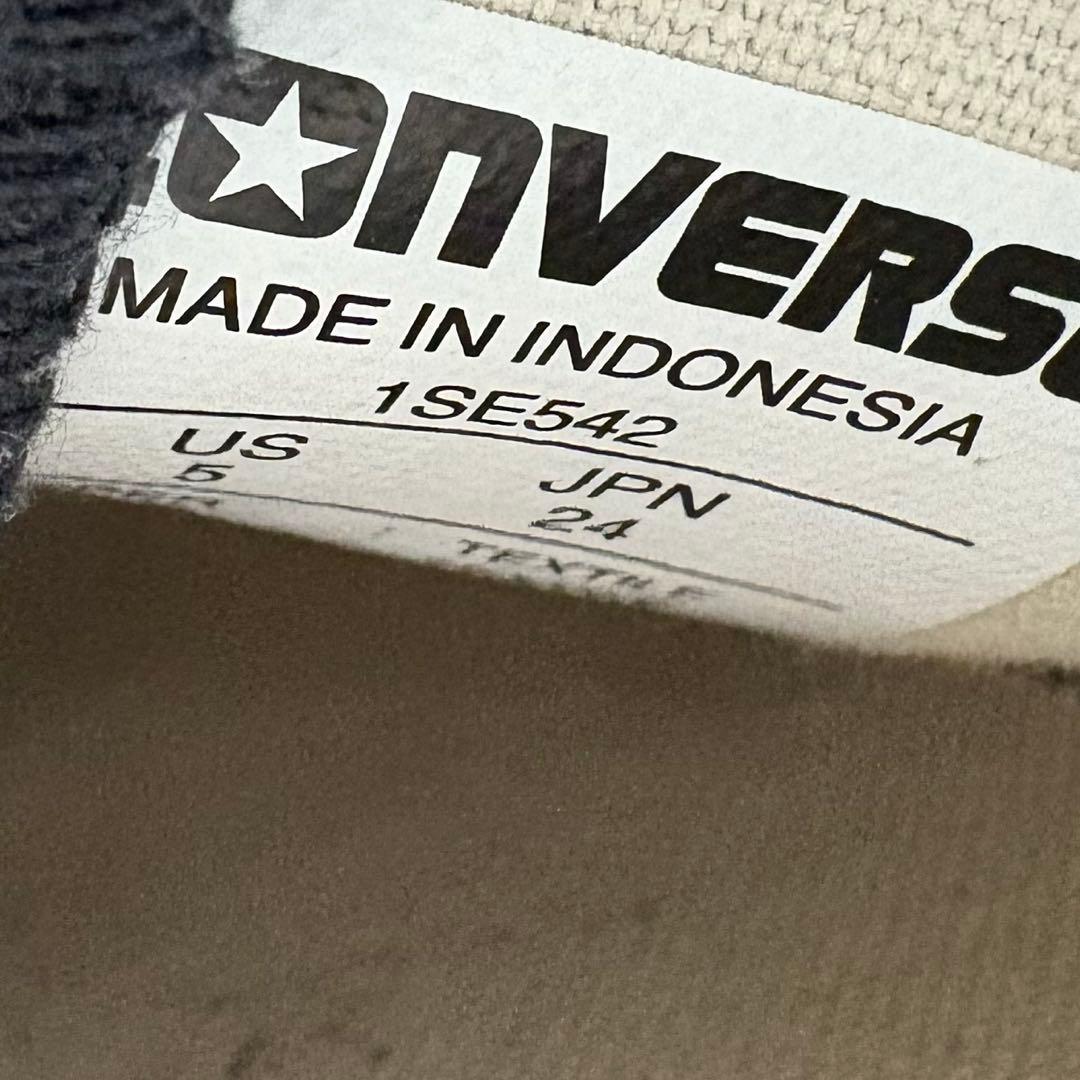 CONVERSE
MADE IN INDONESIA
1SE542
US JPN
5 24
TEXTILE